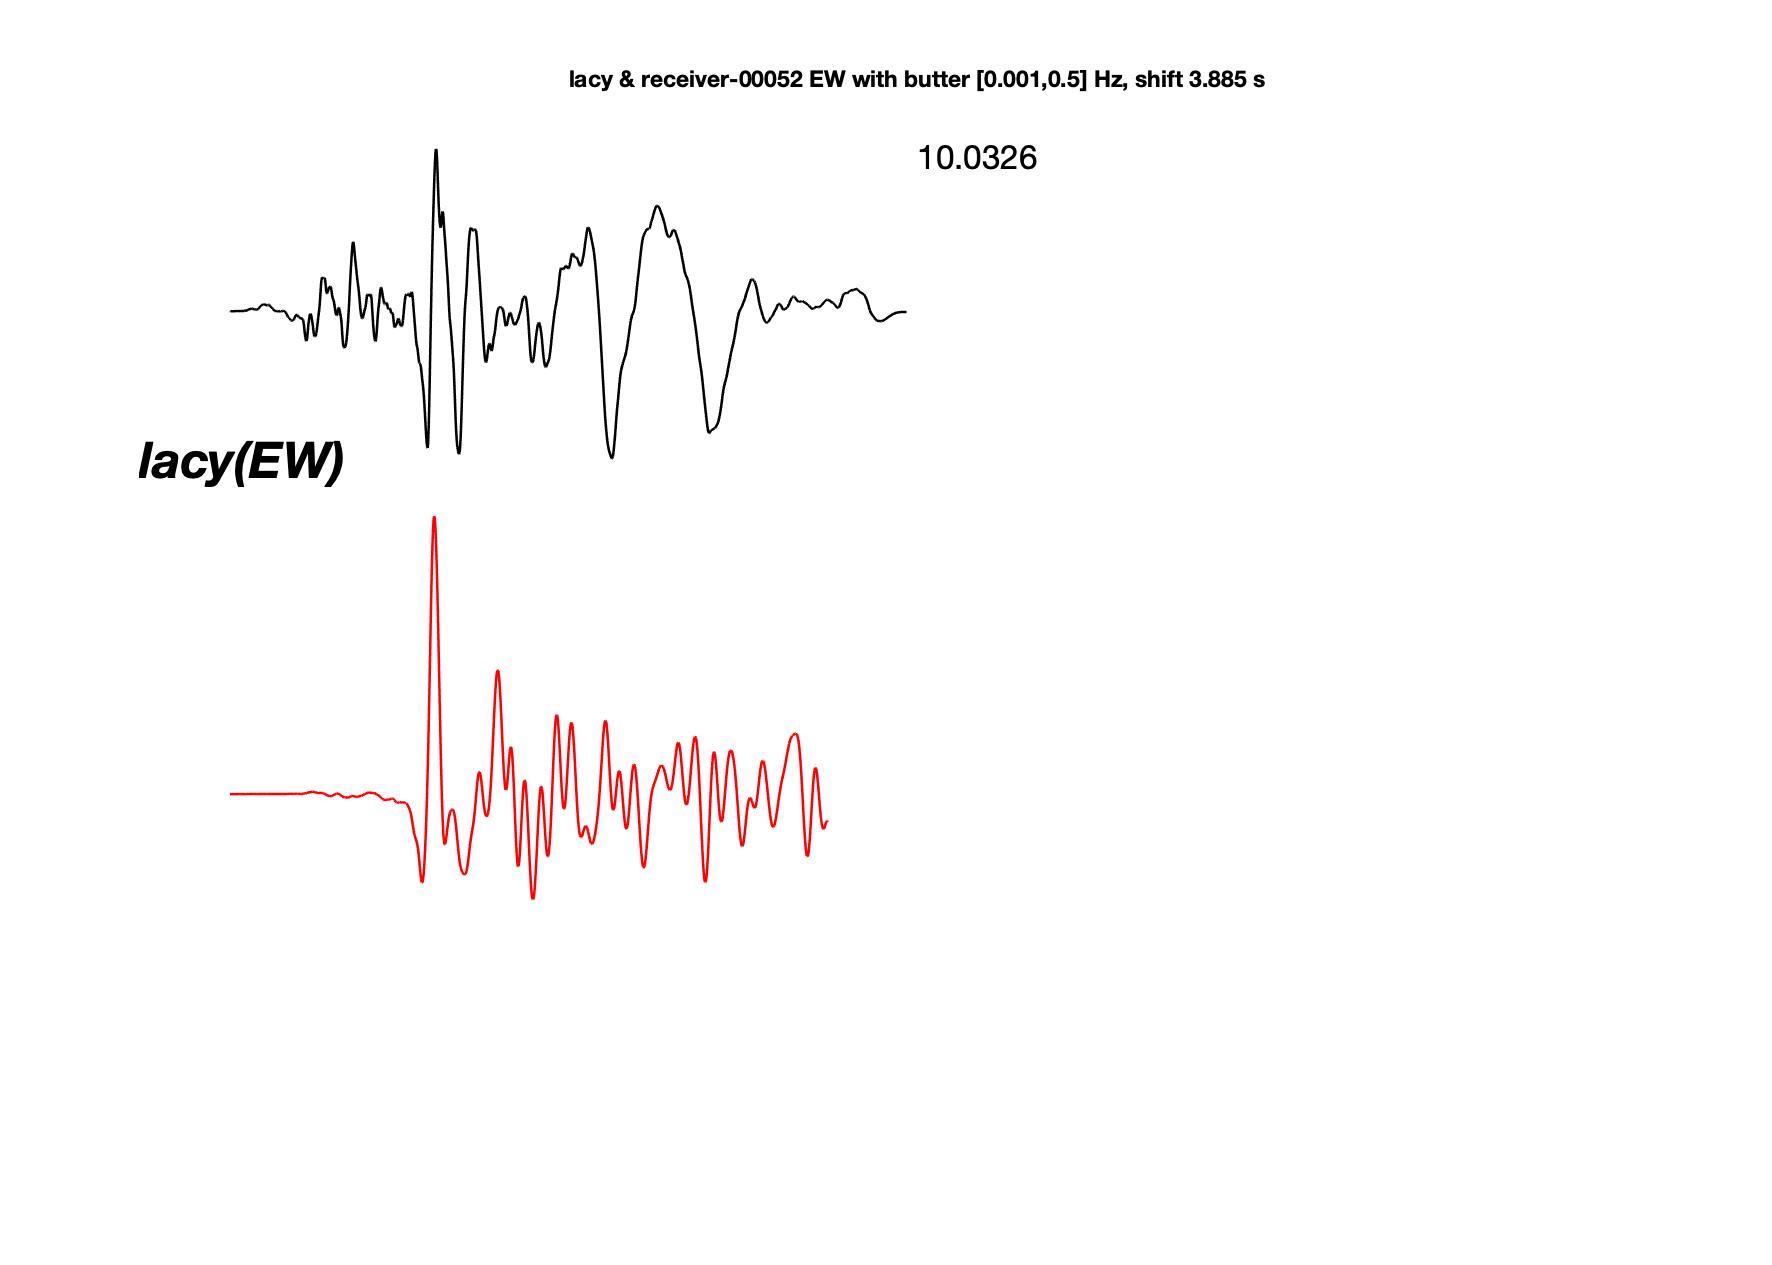 lacy & receiver-00052 EW with butter [0.001,0.5] Hz, shift 3.885 s
10.0326
lacy(EW)